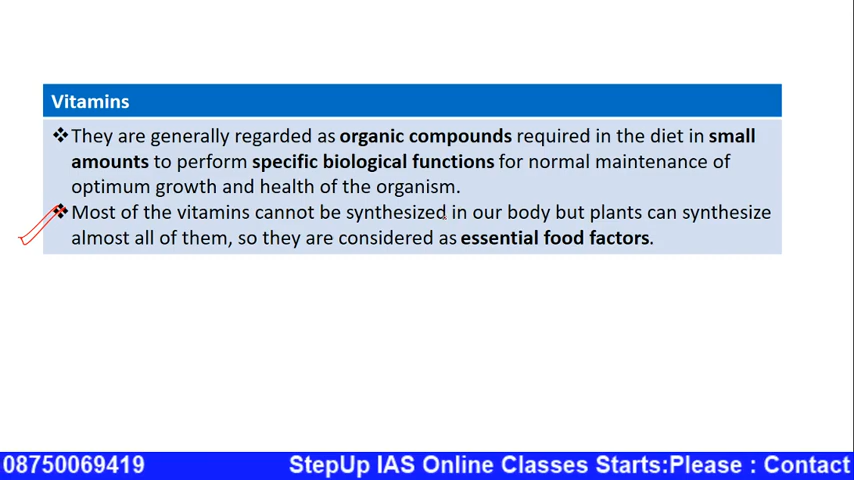 Vitamins
❖They are generally regarded as organic compounds required in the diet in small
amounts to perform specific biological functions for normal maintenance of
optimum growth and health of the organism.
❖Most of the vitamins cannot be synthesized in our body but plants can synthesize
almost all of them, so they are considered as essential food factors.
08750069419 StepUp IAS Online Classes Starts:Please : Contact